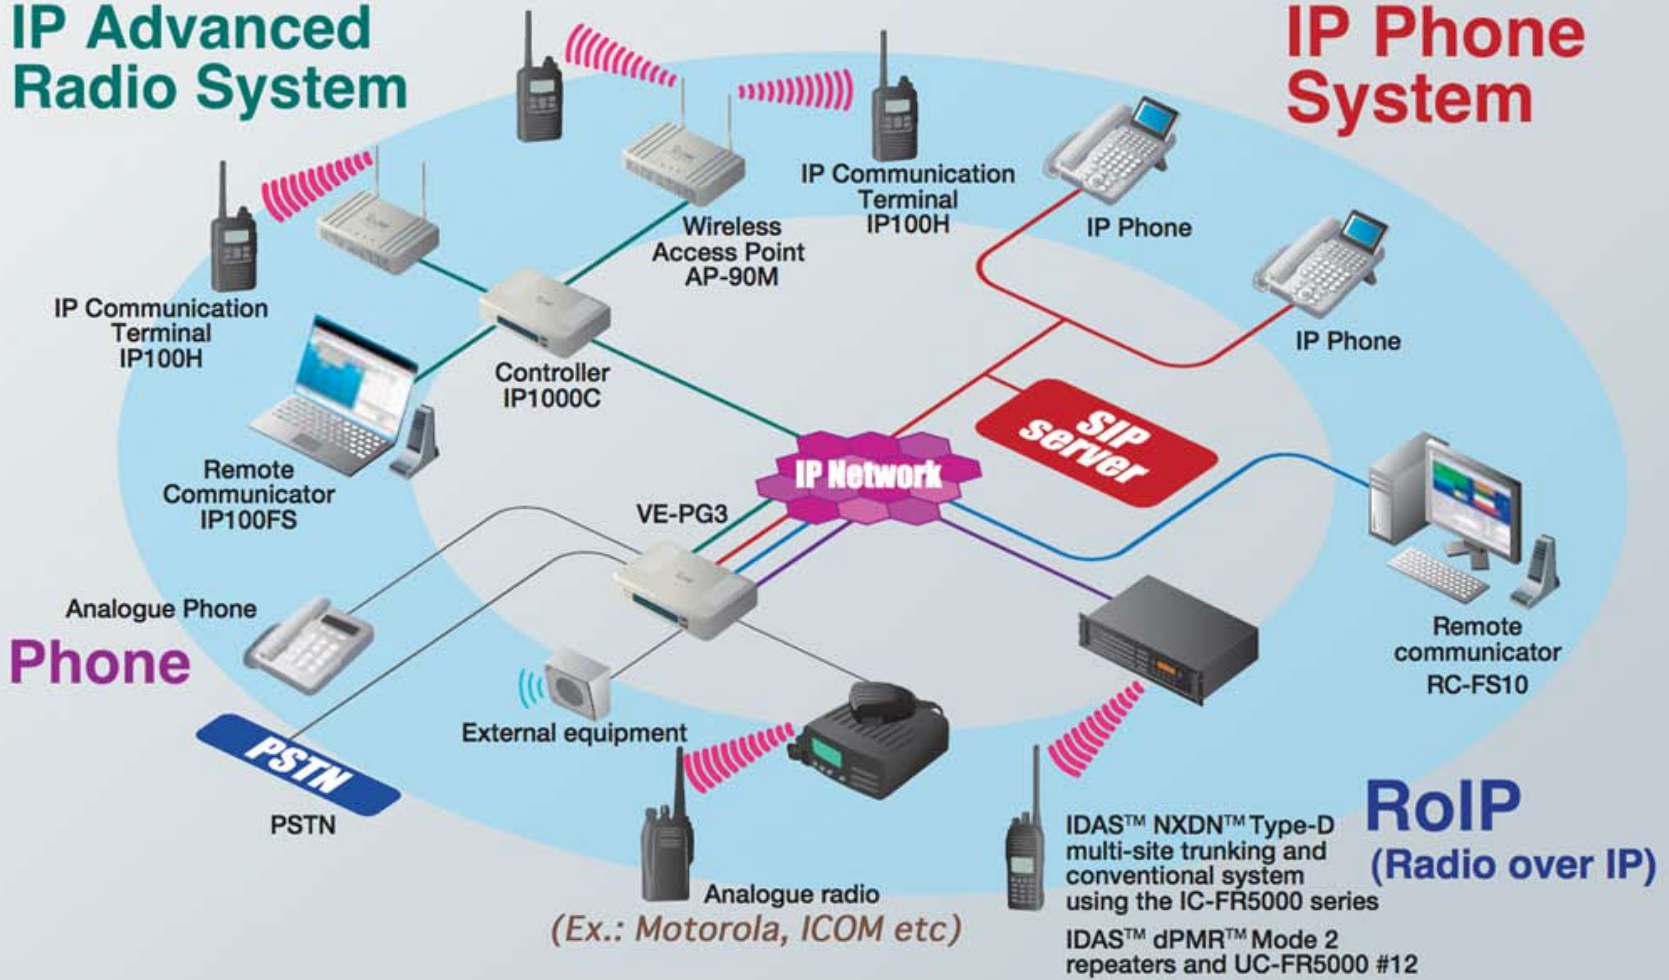 IP Advanced
Radio System
IP Phone
System
IP Communication
Terminal
IP100H
Wireless
Access Point
AP-90M
IP Phone
IP Phone
IP Communication
Terminal
IP100H
Controller
IP1000C
SIP
server
IP Network
Remote
Communicator
IP100FS
VE-PG3
Analogue Phone
Phone
Remote
communicator
RC-FS10
External equipment
PSTN
PSTN
RoIP
(Radio over IP)
IDAS™ NXDN™ Type-D
multi-site trunking and
conventional system
using the IC-FR5000 series
IDAS™ dPMR™ Mode 2
repeaters and UC-FR5000 #12
Analogue radio
(Ex.: Motorola, ICOM etc)